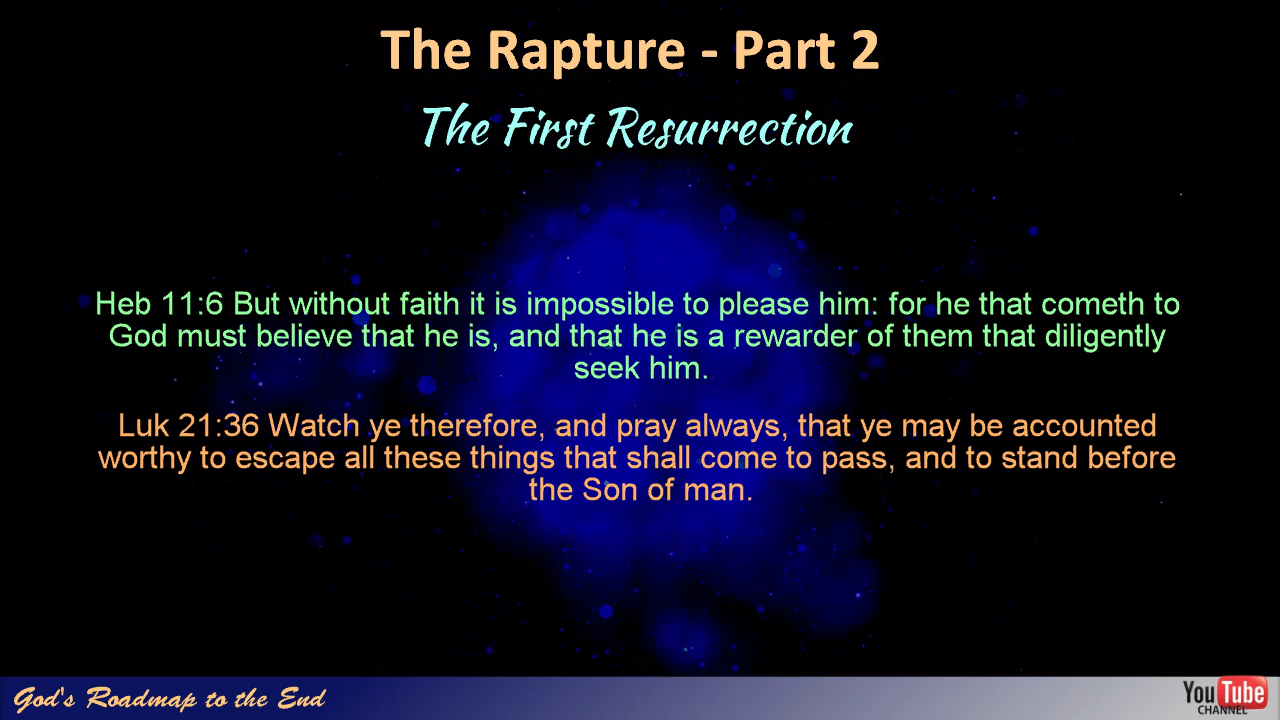 The Rapture - Part 2
The First Resurrection
Heb 11:6 But without faith it is impossible to please him: for he that cometh to
God must believe that he is, and that he is a rewarder of them that diligently
seek him.
Luk 21:36 Watch ye therefore, and pray always, that ye may be accounted
worthy to escape all these things that shall come to pass, and to stand before
the Son of man.
God's Roadmap to the End
YouTube
CHANNEL